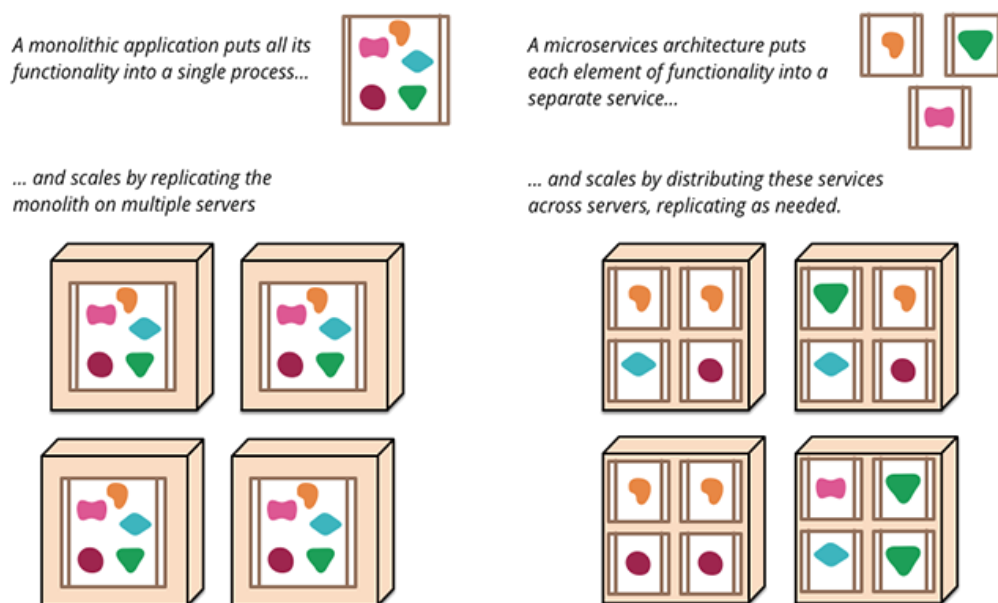 A monolithic application puts all its
functionality into a single process...
... and scales by replicating the
monolith on multiple servers
A microservices architecture puts
each element of functionality into a
separate service...
... and scales by distributing these services
across servers, replicating as needed.